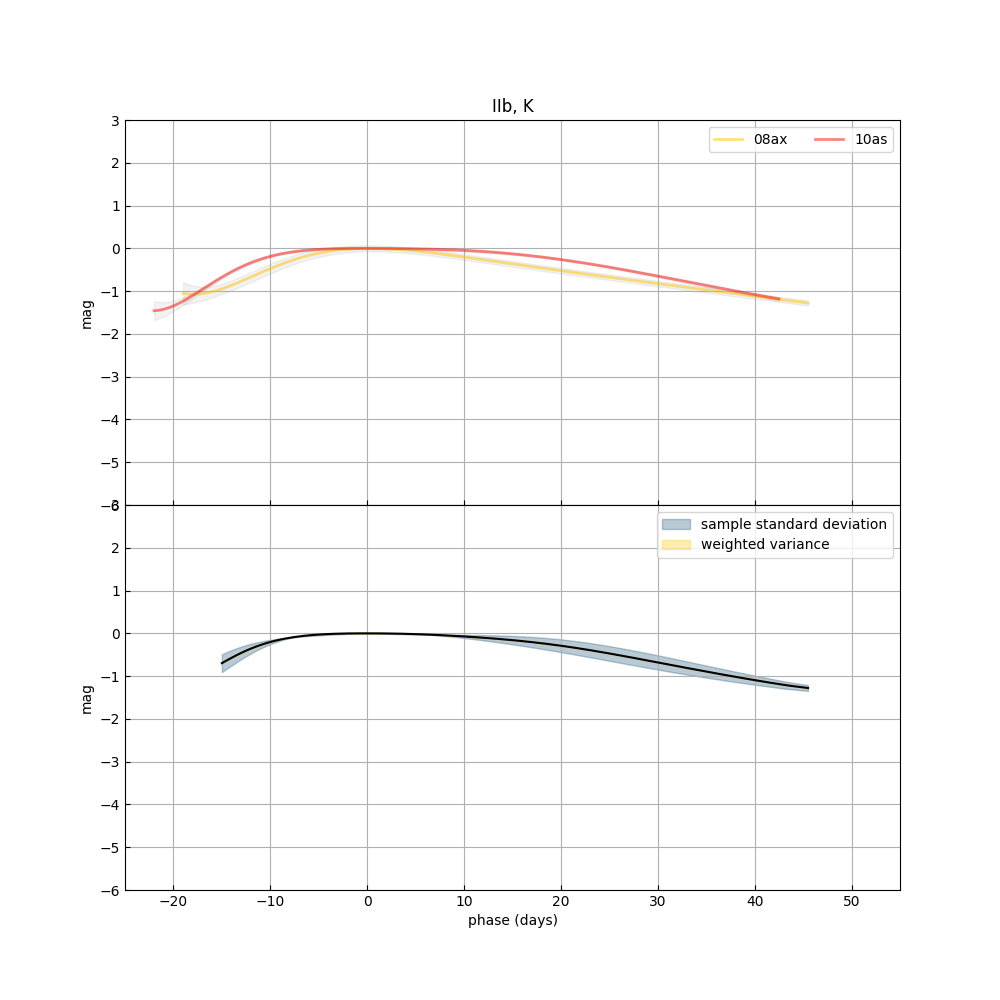 IIb, K
08ax 10as
3
2
1
0
−1
−2
−3
−4
−5
−6
mag
sample standard deviation
weighted variance
3
2
1
0
−1
−2
−3
−4
−5
−6
mag
−20 −10 0 10 20 30 40 50
phase (days)